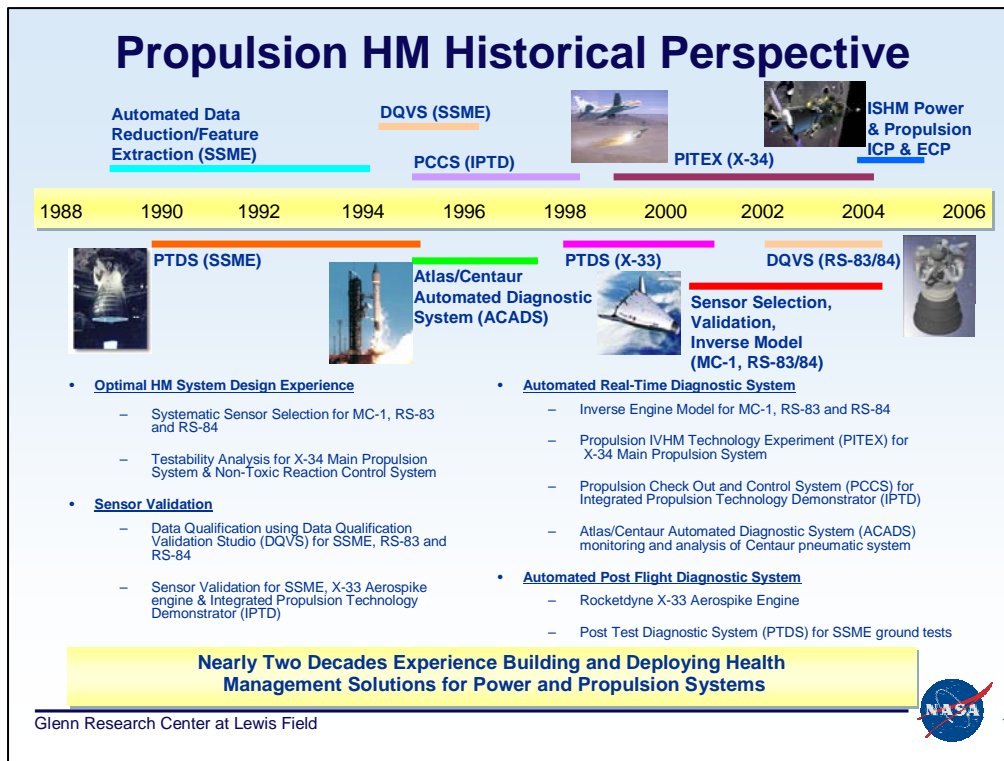 Propulsion HM Historical Perspective
Automated Data
Reduction/Feature
Extraction (SSME)
DQVS (SSME)
PCCS (IPTD)
PITEX (X-34)
ISHM Power
& Propulsion
ICP & ECP
1988 1990 1992 1994 1996 1998 2000 2002 2004 2006
PTDS (SSME)
Atlas/Centaur
Automated Diagnostic
System (ACADS)
PTDS (X-33)
Sensor Selection,
Validation,
Inverse Model
(MC-1, RS-83/84)
DQVS (RS-83/84)
• Optimal HM System Design Experience
– Systematic Sensor Selection for MC-1, RS-83
and RS-84
– Testability Analysis for X-34 Main Propulsion
System & Non-Toxic Reaction Control System
• Sensor Validation
– Data Qualification using Data Qualification
Validation Studio (DQVS) for SSME, RS-83 and
RS-84
– Sensor Validation for SSME, X-33 Aerospike
engine & Integrated Propulsion Technology
Demonstrator (IPTD)
• Automated Real-Time Diagnostic System
– Inverse Engine Model for MC-1, RS-83 and RS-84
– Propulsion IVHM Technology Experiment (PITEX) for
X-34 Main Propulsion System
– Propulsion Check Out and Control System (PCCS) for
Integrated Propulsion Technology Demonstrator (IPTD)
– Atlas/Centaur Automated Diagnostic System (ACADS)
monitoring and analysis of Centaur pneumatic system
• Automated Post Flight Diagnostic System
– Rocketdyne X-33 Aerospike Engine
– Post Test Diagnostic System (PTDS) for SSME ground tests
Nearly Two Decades Experience Building and Deploying Health
Management Solutions for Power and Propulsion Systems
Glenn Research Center at Lewis Field
NASA